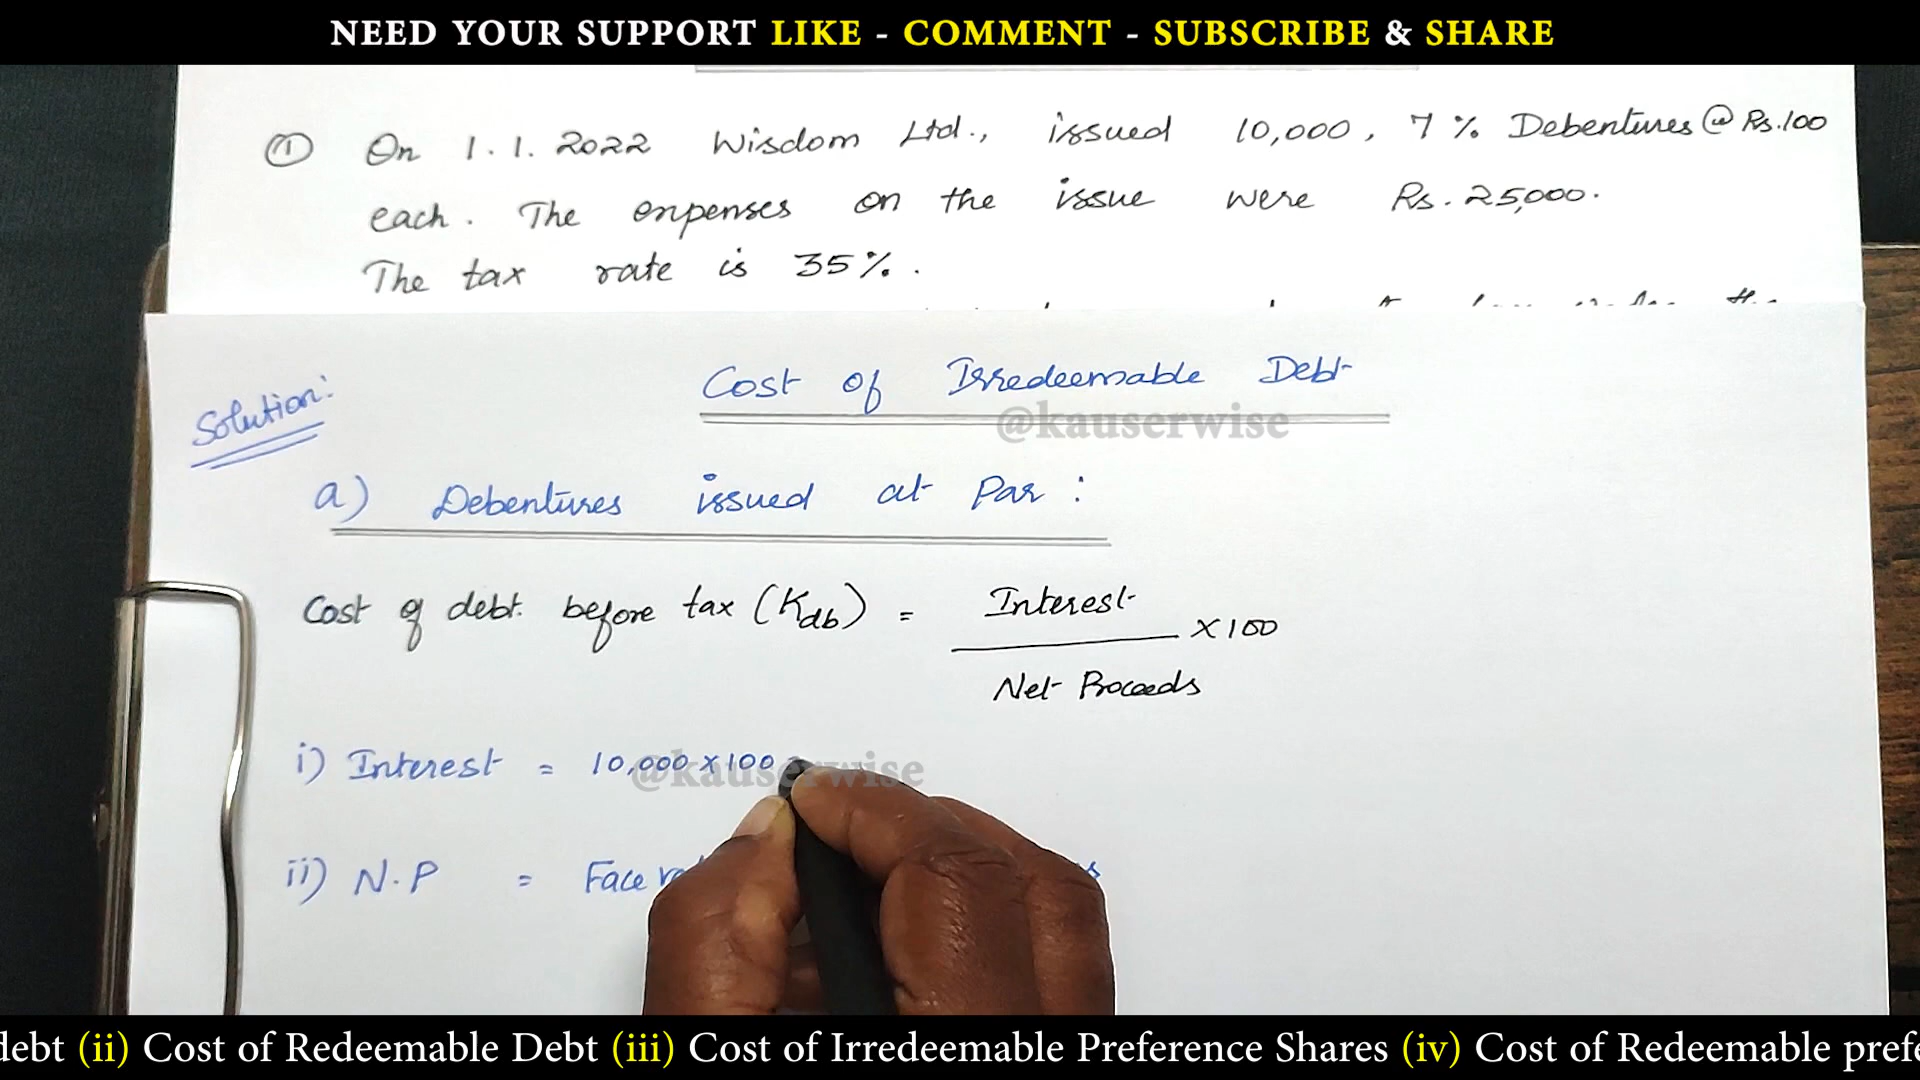 NEED YOUR SUPPORT LIKE - COMMENT - SUBSCRIBE & SHARE
① On 1.1.2022 Wisdom Ltd., issued 10,000, 7% Debentures @ Rs.100
each. The expenses on the issue were Rs. 25,000.
The tax rate is 35%.
Solution:
Cost of Irredeemable Debt
@kauserwise
a) Debentures issued at Par:
Cost of debt before tax (Kdb) = Interest
X 100
Net Proceeds
i) Interest = 10,000 X 100
@kauserwise
ii) N.P = Face
debt (ii) Cost of Redeemable Debt (iii) Cost of Irredeemable Preference Shares (iv) Cost of Redeemable prefe